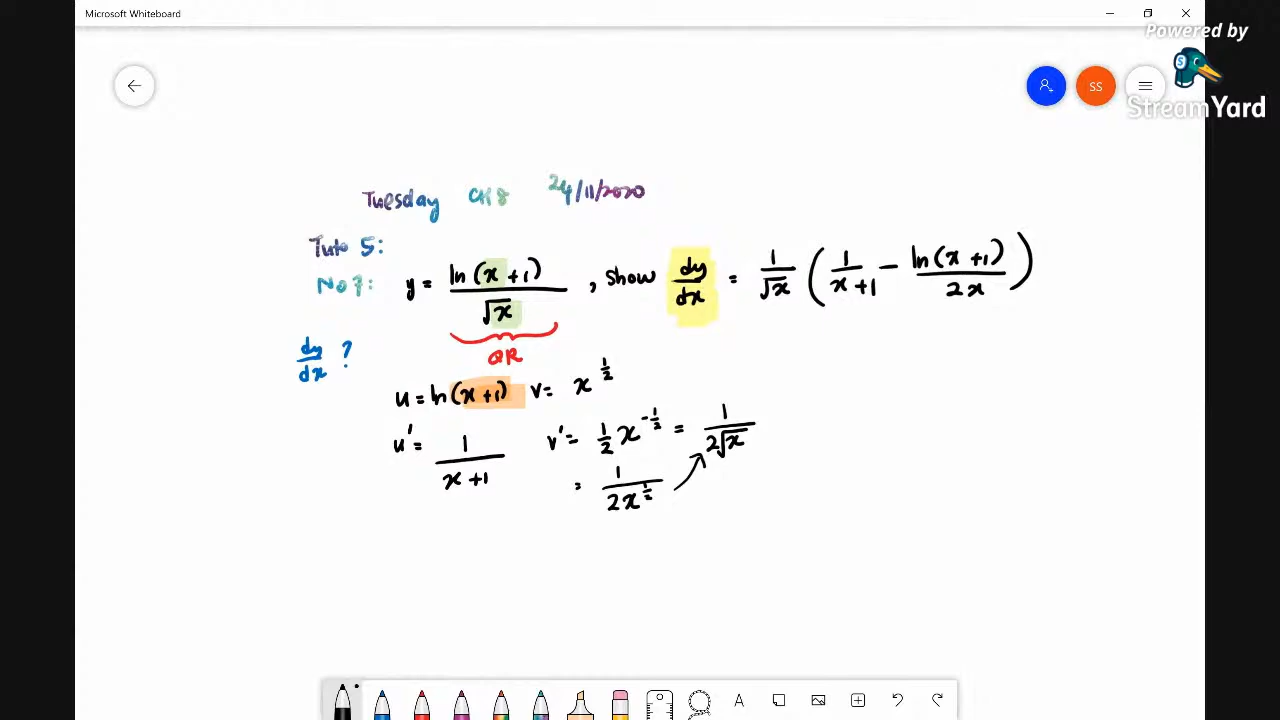 Microsoft Whiteboard
Powered by
StreamYard
SS
Tuesday CH8 24/11/2020
Tuto 5:
No 7: y = ln(x+1)/√x , show dy/dx = 1/√x ( 1/(x+1) − ln(x+1)/2x )
QR
dy/dx ?
u = ln(x+1) v = x^(1/2)
u' = 1/(x+1) v' = 1/2 x^(-1/2) = 1/(2√x)
= 1/(2x^(1/2))
A